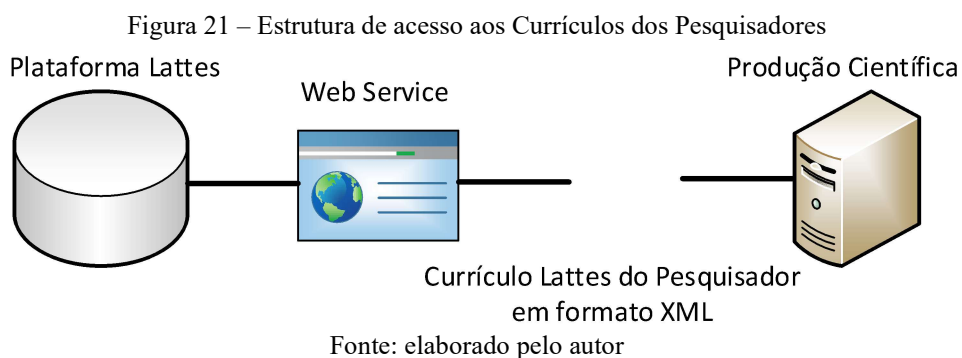 Figura 21 – Estrutura de acesso aos Currículos dos Pesquisadores
Plataforma Lattes
Web Service
Produção Científica
Currículo Lattes do Pesquisador
em formato XML
Fonte: elaborado pelo autor